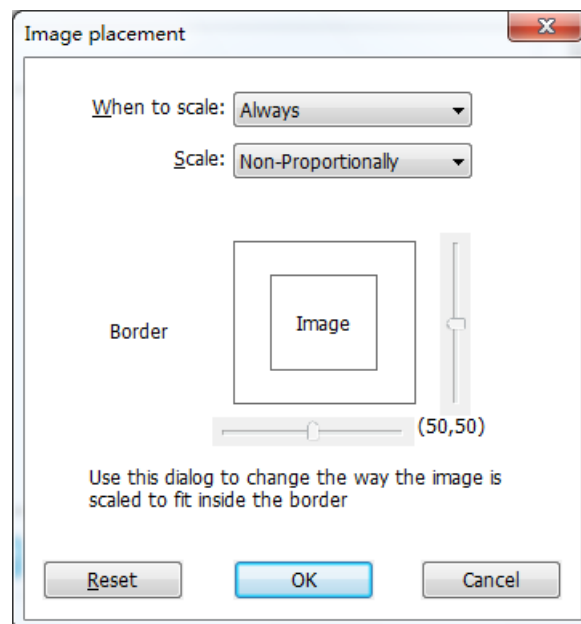 Image placement
When to scale: Always
Scale: Non-Proportionally
Border
Image
(50,50)
Use this dialog to change the way the image is
scaled to fit inside the border
Reset OK Cancel